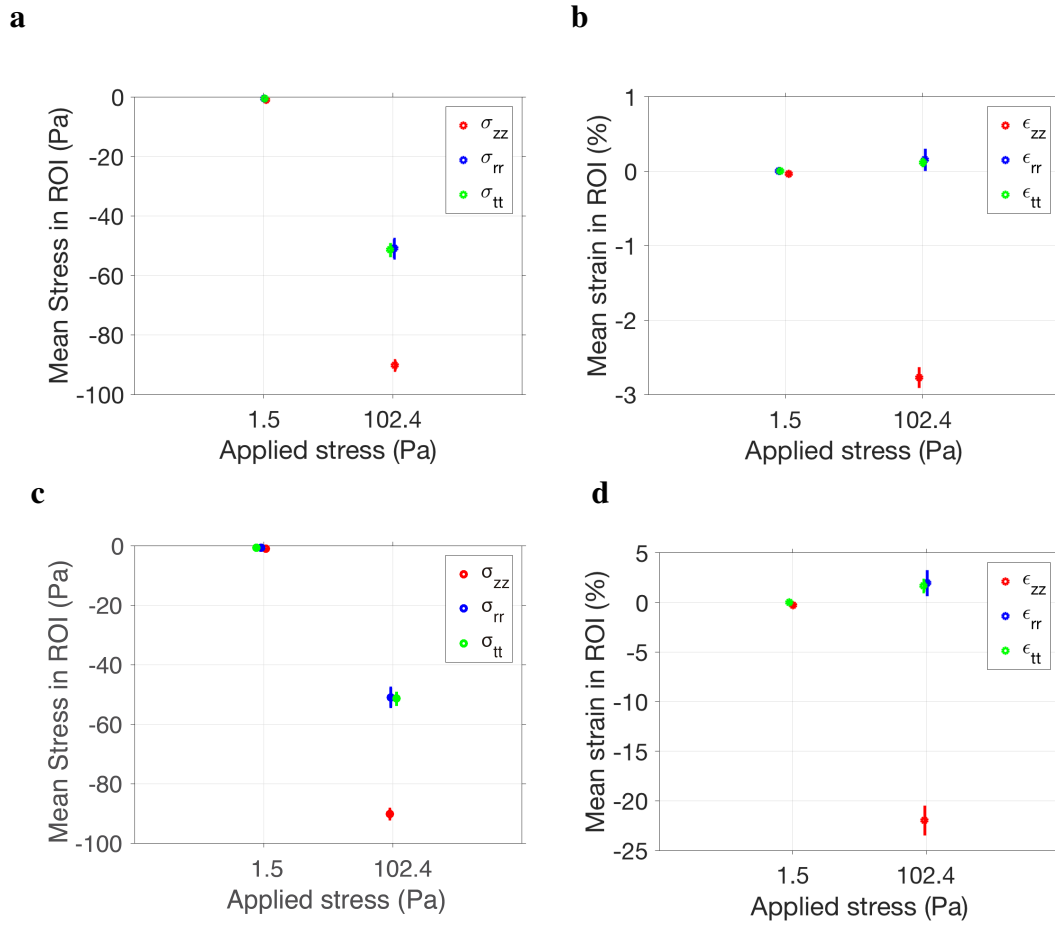 a
Mean Stress in ROI (Pa)
0
-20
-40
-60
-80
-100
1.5
102.4
Applied stress (Pa)
σzz
σrr
σtt
b
Mean strain in ROI (%)
1
0
-1
-2
-3
1.5
102.4
Applied stress (Pa)
ϵzz
ϵrr
ϵtt
c
Mean Stress in ROI (Pa)
0
-20
-40
-60
-80
-100
1.5
102.4
Applied stress (Pa)
σzz
σrr
σtt
d
Mean strain in ROI (%)
5
0
-5
-10
-15
-20
-25
1.5
102.4
Applied stress (Pa)
ϵzz
ϵrr
ϵtt